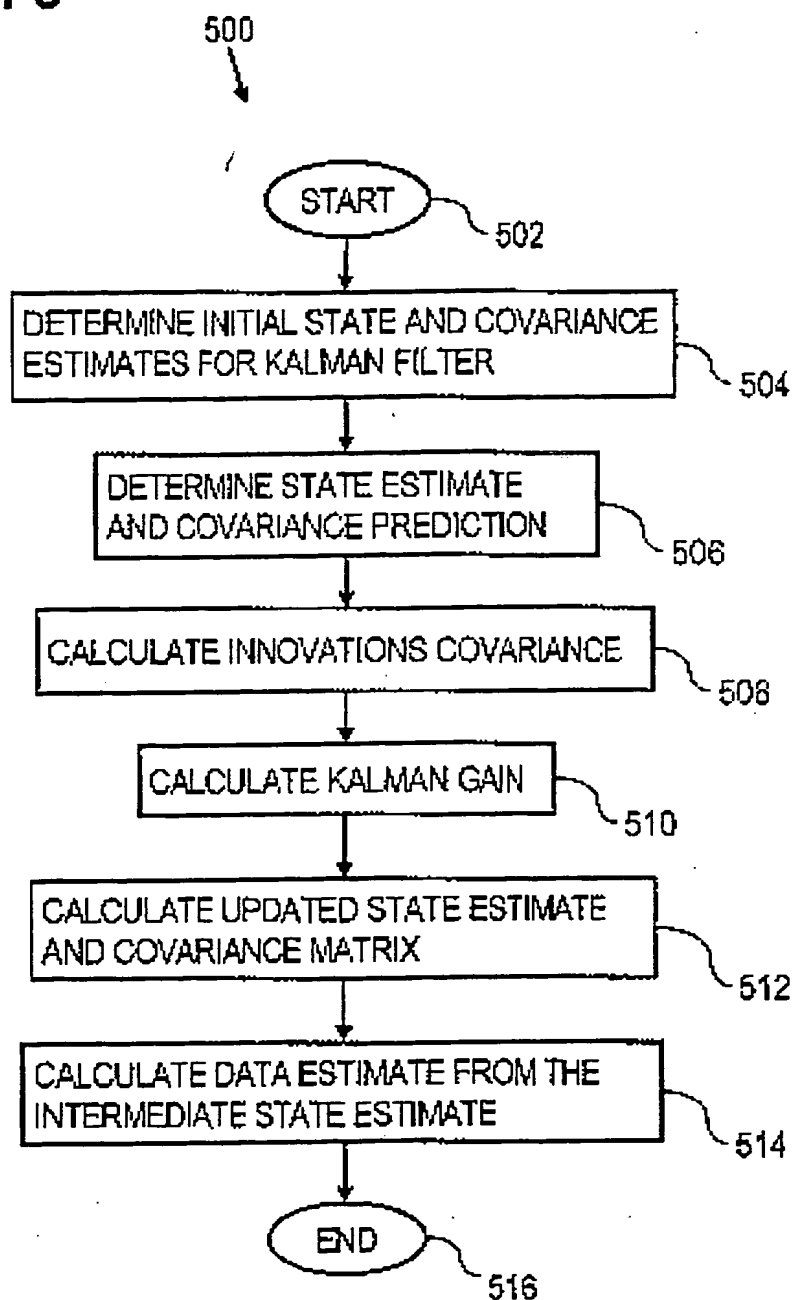 500
START
502
DETERMINE INITIAL STATE AND COVARIANCE
ESTIMATES FOR KALMAN FILTER
504
DETERMINE STATE ESTIMATE
AND COVARIANCE PREDICTION
506
CALCULATE INNOVATIONS COVARIANCE
508
CALCULATE KALMAN GAIN
510
CALCULATE UPDATED STATE ESTIMATE
AND COVARIANCE MATRIX
512
CALCULATE DATA ESTIMATE FROM THE
INTERMEDIATE STATE ESTIMATE
514
END
516